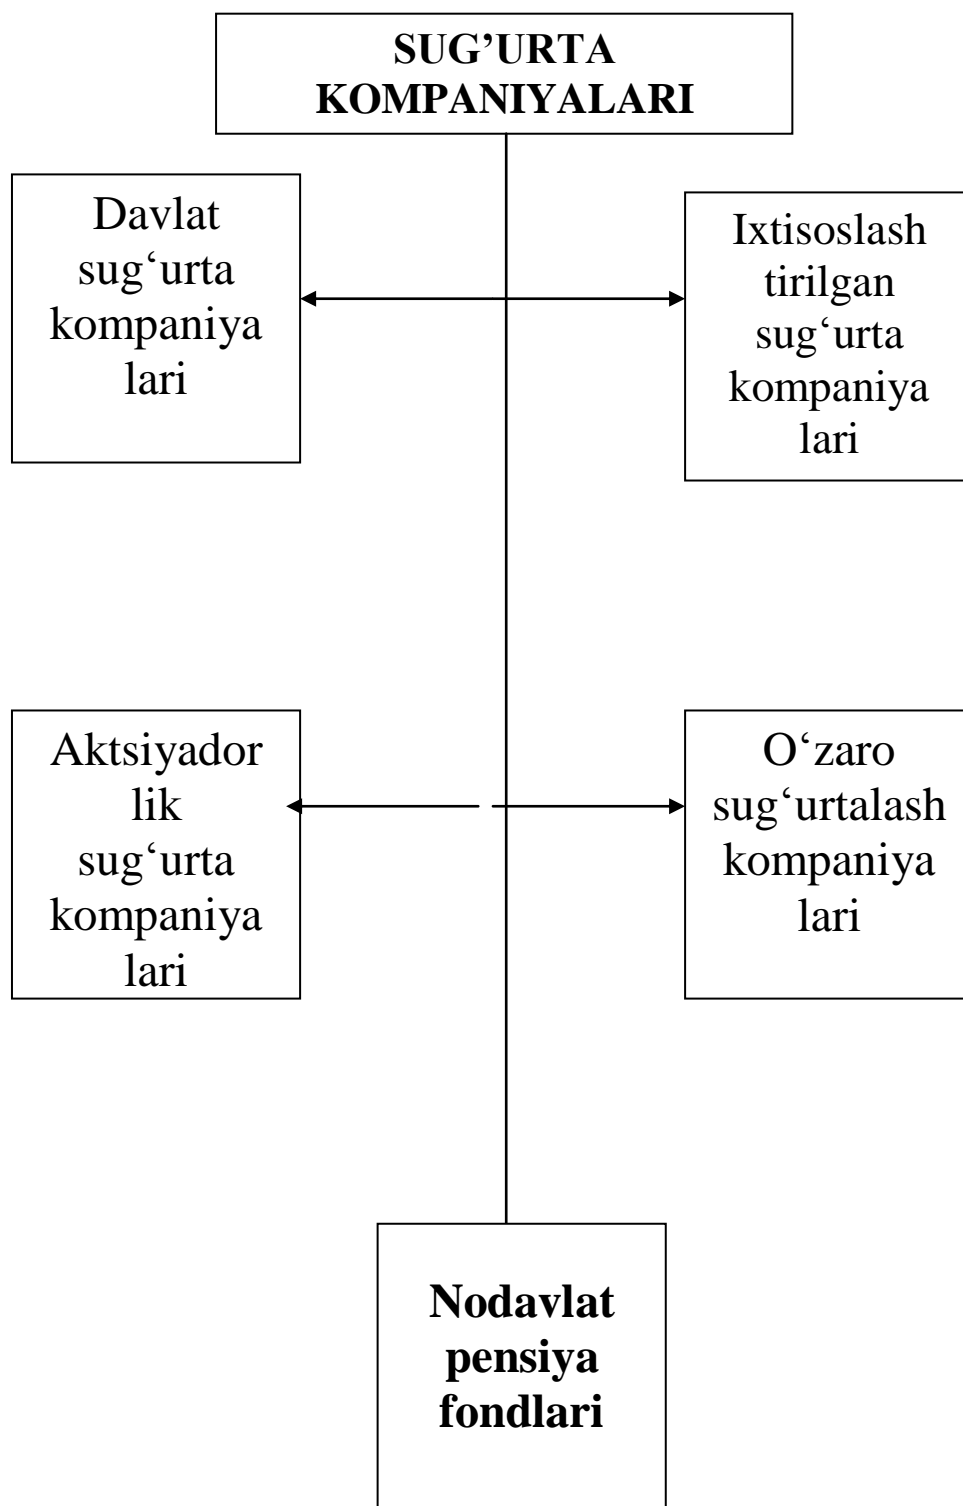 SUG’URTA
KOMPANIYALARI
Davlat
sug‘urta
kompaniya
lari
Ixtisoslash
tirilgan
sug‘urta
kompaniya
lari
Aktsiyador
lik
sug‘urta
kompaniya
lari
O‘zaro
sug‘urtalash
kompaniya
lari
Nodavlat
pensiya
fondlari